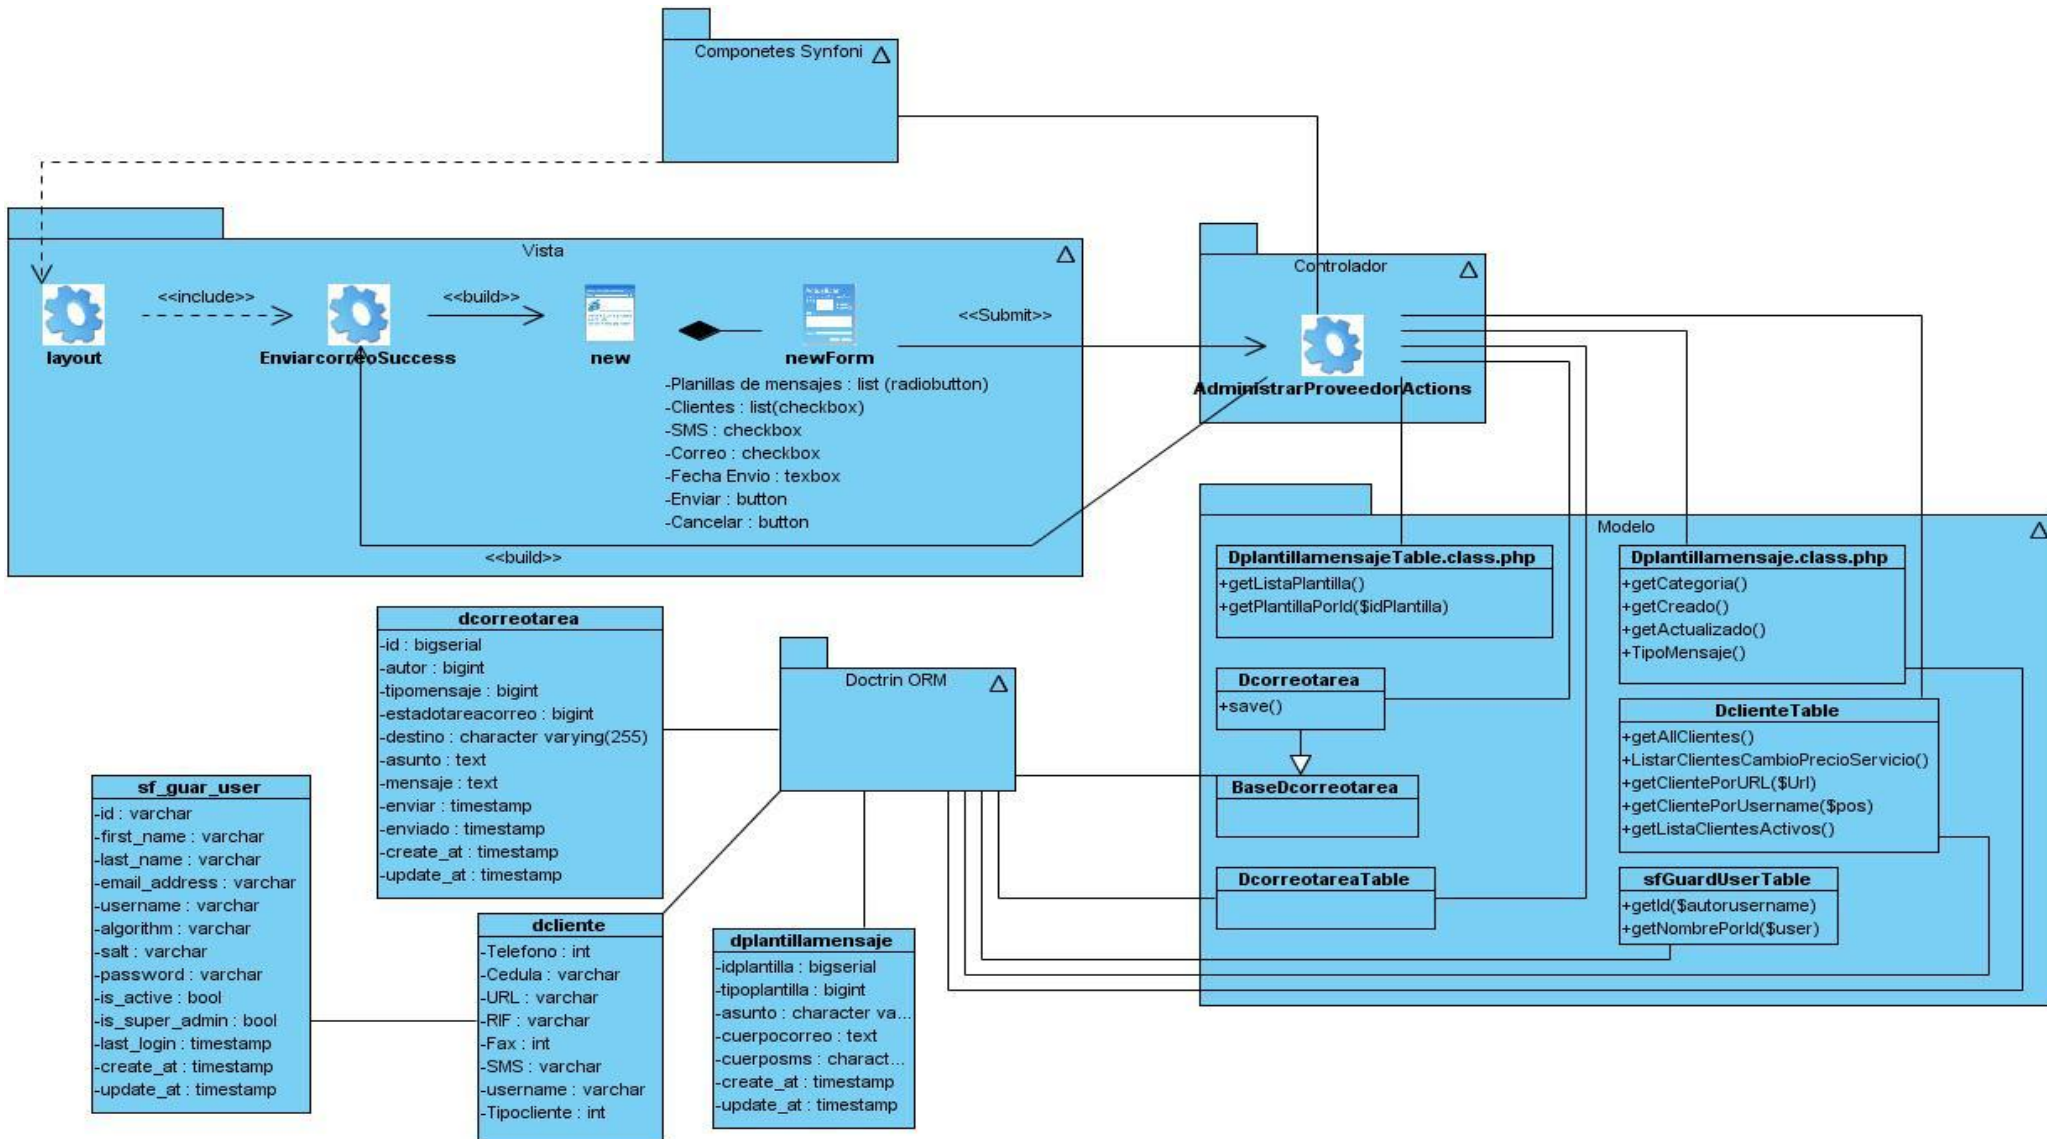 Componetes Synfoni
Vista
<<include>>
<<build>>
<<Submit>>
layout
EnviarcorreoSuccess
new
newForm
-Planillas de mensajes : list (radiobutton)
-Clientes : list(checkbox)
-SMS : checkbox
-Correo : checkbox
-Fecha Envio : texbox
-Enviar : button
-Cancelar : button
<<build>>
Controlador
AdministrarProveedorActions
Modelo
DplantillamensajeTable.class.php
+getListaPlantilla()
+getPlantillaPorId($idPlantilla)
Dplantillamensaje.class.php
+getCategoria()
+getCreado()
+getActualizado()
+TipoMensaje()
Dcorreotarea
+save()
BaseDcorreotarea
DcorreotareaTable
DclienteTable
+getAllClientes()
+ListarClientesCambioPrecioServicio()
+getClientePorURL($Url)
+getClientePorUsername($pos)
+getListaClientesActivos()
sfGuardUserTable
+getId($autorusername)
+getNombrePorId($user)
Doctrin ORM
dcorreotarea
-id : bigserial
-autor : bigint
-tipomensaje : bigint
-estadotareacorreo : bigint
-destino : character varying(255)
-asunto : text
-mensaje : text
-enviar : timestamp
-enviado : timestamp
-create_at : timestamp
-update_at : timestamp
sf_guar_user
-id : varchar
-first_name : varchar
-last_name : varchar
-email_address : varchar
-username : varchar
-algorithm : varchar
-salt : varchar
-password : varchar
-is_active : bool
-is_super_admin : bool
-last_login : timestamp
-create_at : timestamp
-update_at : timestamp
dcliente
-Telefono : int
-Cedula : varchar
-URL : varchar
-RIF : varchar
-Fax : int
-SMS : varchar
-username : varchar
-Tipocliente : int
dplantillamensaje
-idplantilla : bigserial
-tipoplantilla : bigint
-asunto : character va...
-cuerpocorreo : text
-cuerposms : charact...
-create_at : timestamp
-update_at : timestamp